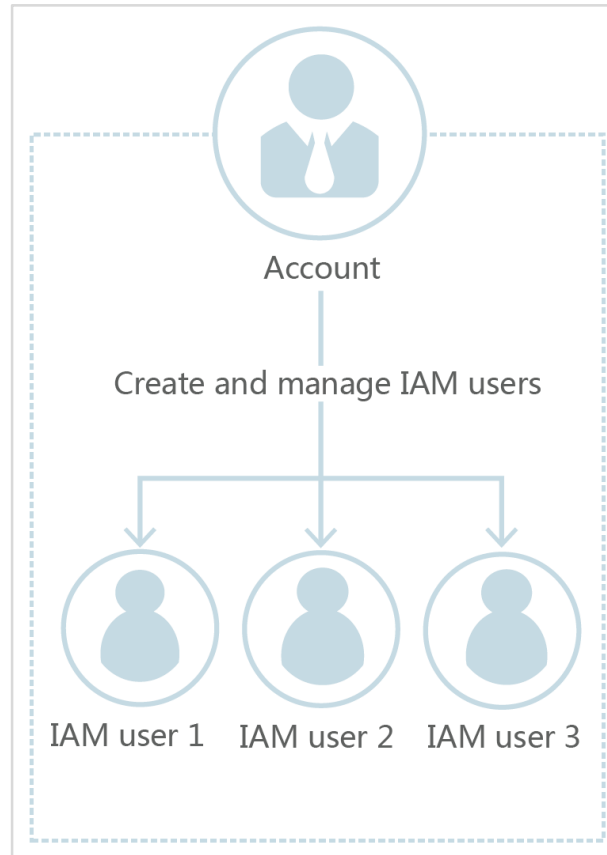 Account
Create and manage IAM users
IAM user 1
IAM user 2
IAM user 3